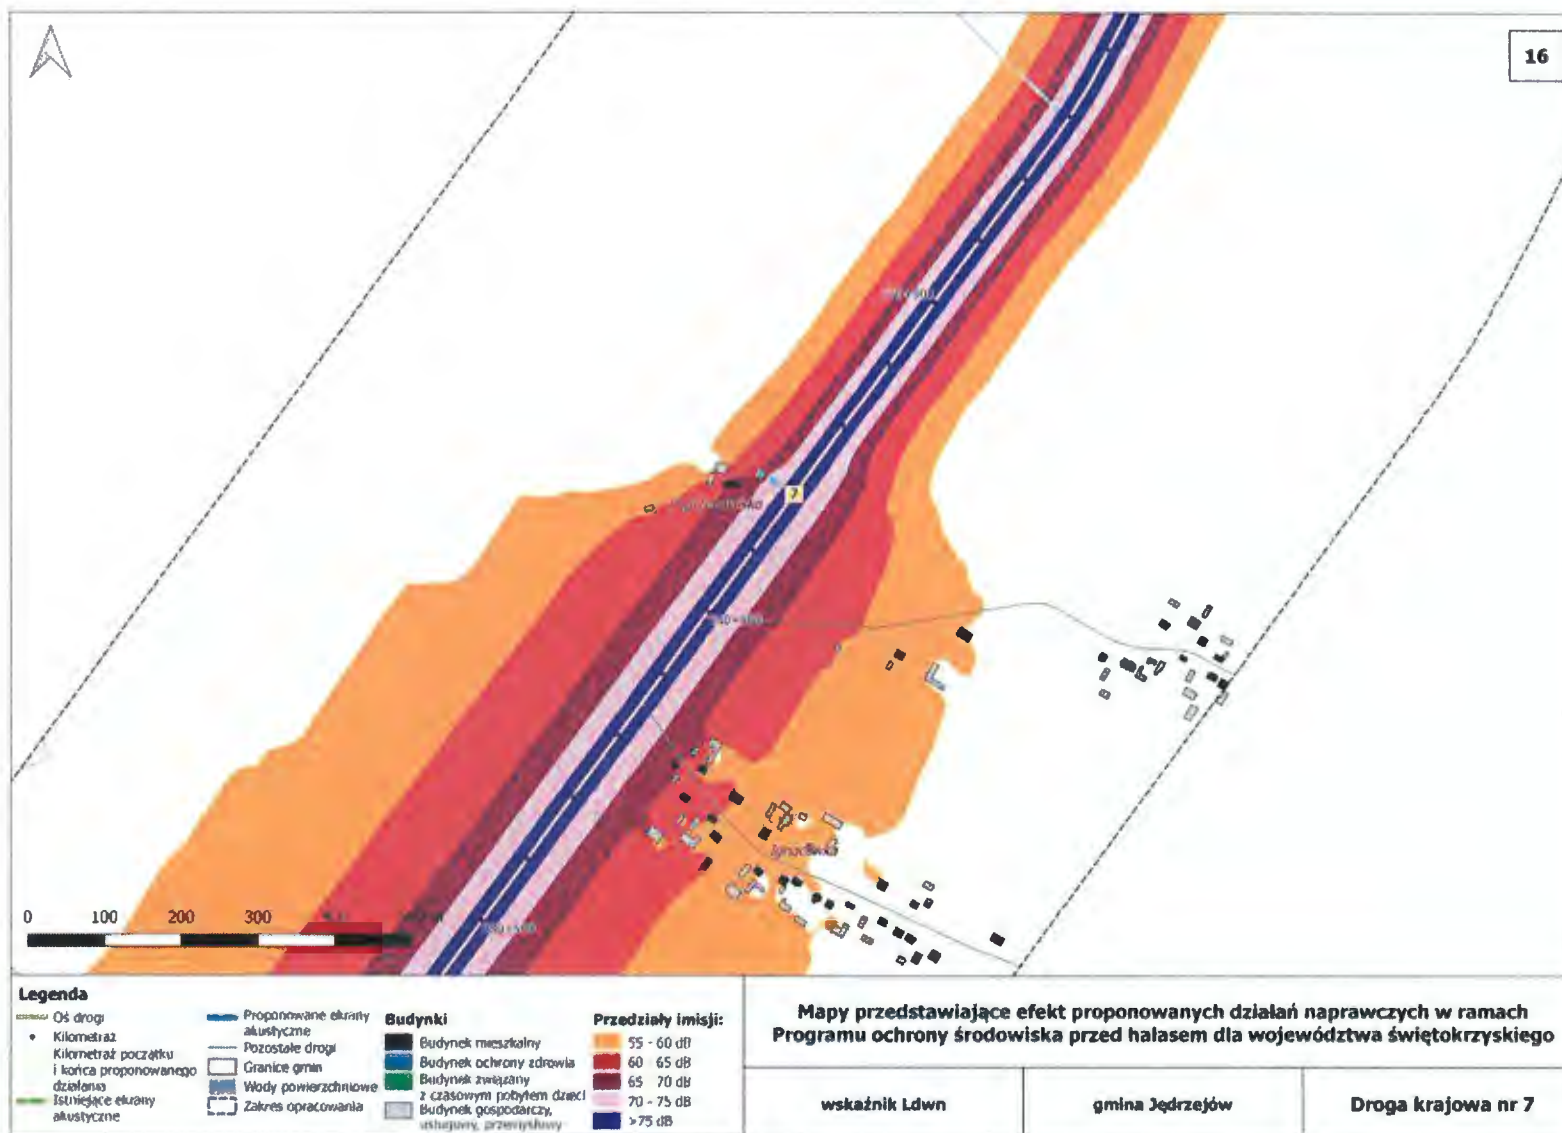 16
7
Ignacówka
0 100 200 300
Legenda
Oś drogi
Kilometraż
Kilometraż początku
i końca proponowanego
działania
Istniejące ekrany
akustyczne
Proponowane ekrany
akustyczne
Pozostałe drogi
Granice gmin
Wody powierzchniowe
Zakres opracowania
Budynki
Budynek mieszkalny
Budynek ochrony zdrowia
Budynek związany
z czasowym pobytem dzieci
Budynek gospodarczy,
usługowy, przemysłowy
Przedziały imisji:
55 - 60 dB
60 65 dB
65 70 dB
70 - 75 dB
>75 dB
Mapy przedstawiające efekt proponowanych działań naprawczych w ramach
Programu ochrony środowiska przed hałasem dla województwa świętokrzyskiego
wskaźnik Ldwn
gmina Jędrzejów
Droga krajowa nr 7